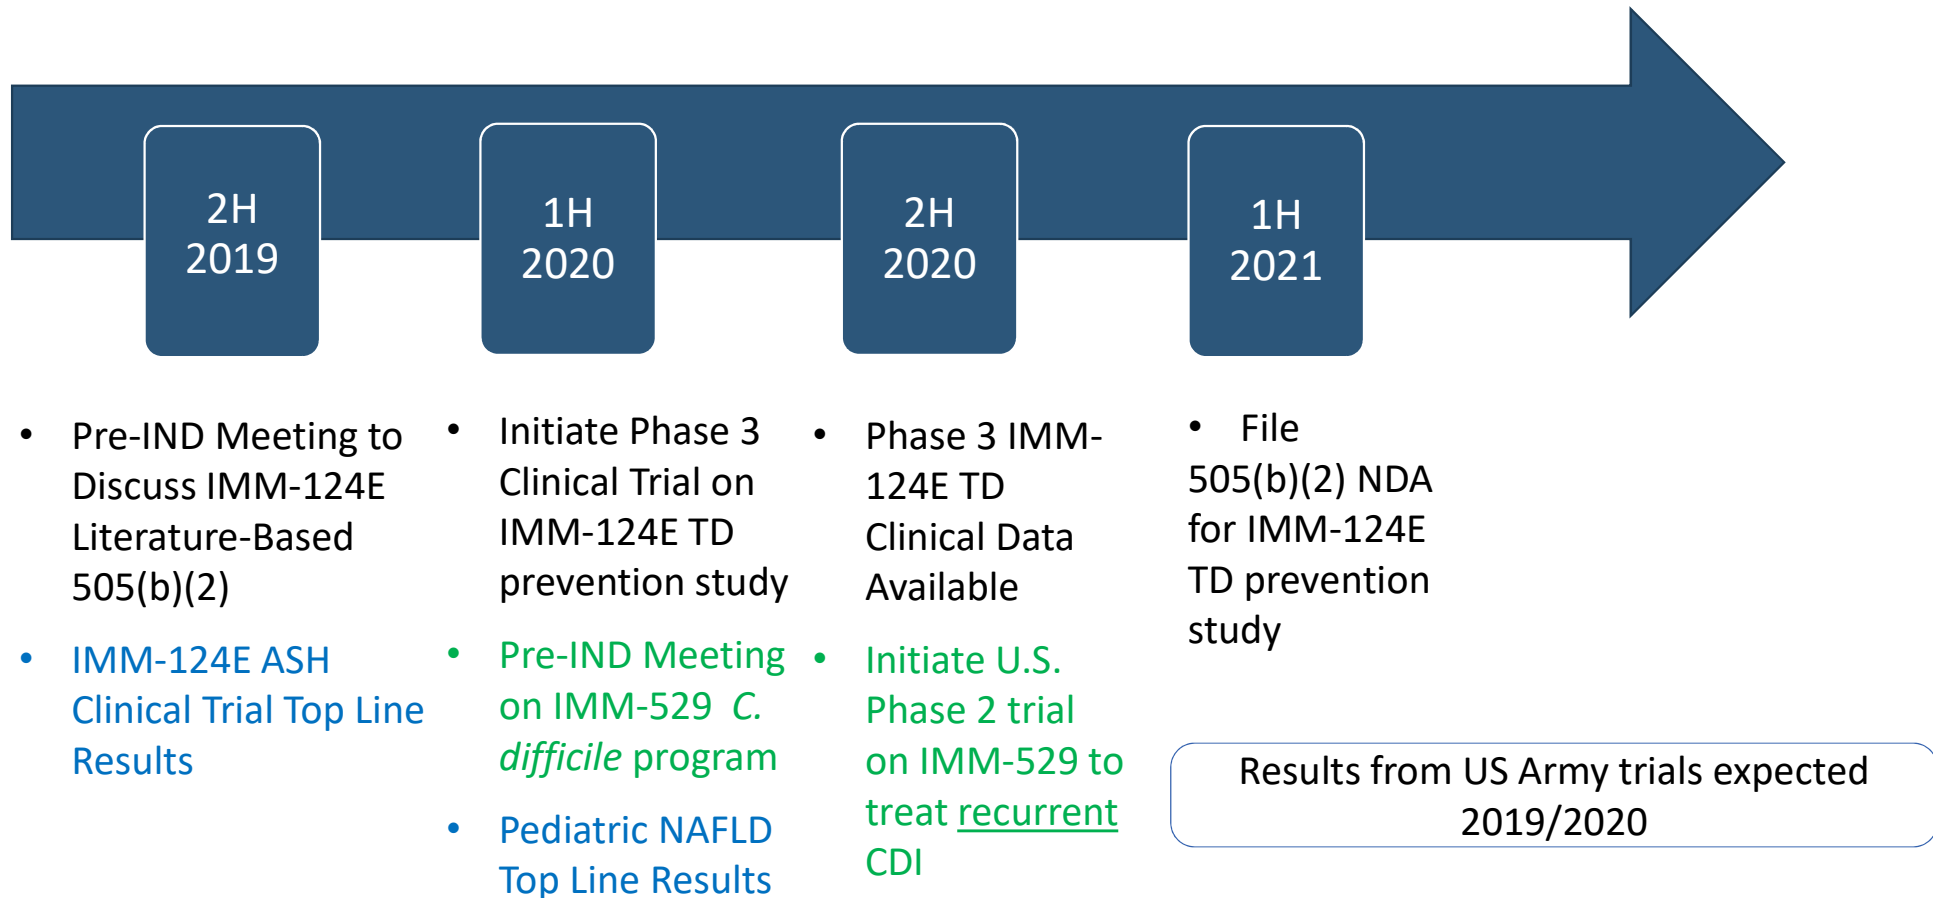 2H
2019
1H
2020
2H
2020
1H
2021
• Pre-IND Meeting to
Discuss IMM-124E
Literature-Based
505(b)(2)
• IMM-124E ASH
Clinical Trial Top Line
Results
• Initiate Phase 3
Clinical Trial on
IMM-124E TD
prevention study
• Pre-IND Meeting
on IMM-529 C.
difficile program
• Pediatric NAFLD
Top Line Results
• Phase 3 IMM-
124E TD
Clinical Data
Available
• Initiate U.S.
Phase 2 trial
on IMM-529 to
treat recurrent
CDI
• File
505(b)(2) NDA
for IMM-124E
TD prevention
study
Results from US Army trials expected
2019/2020